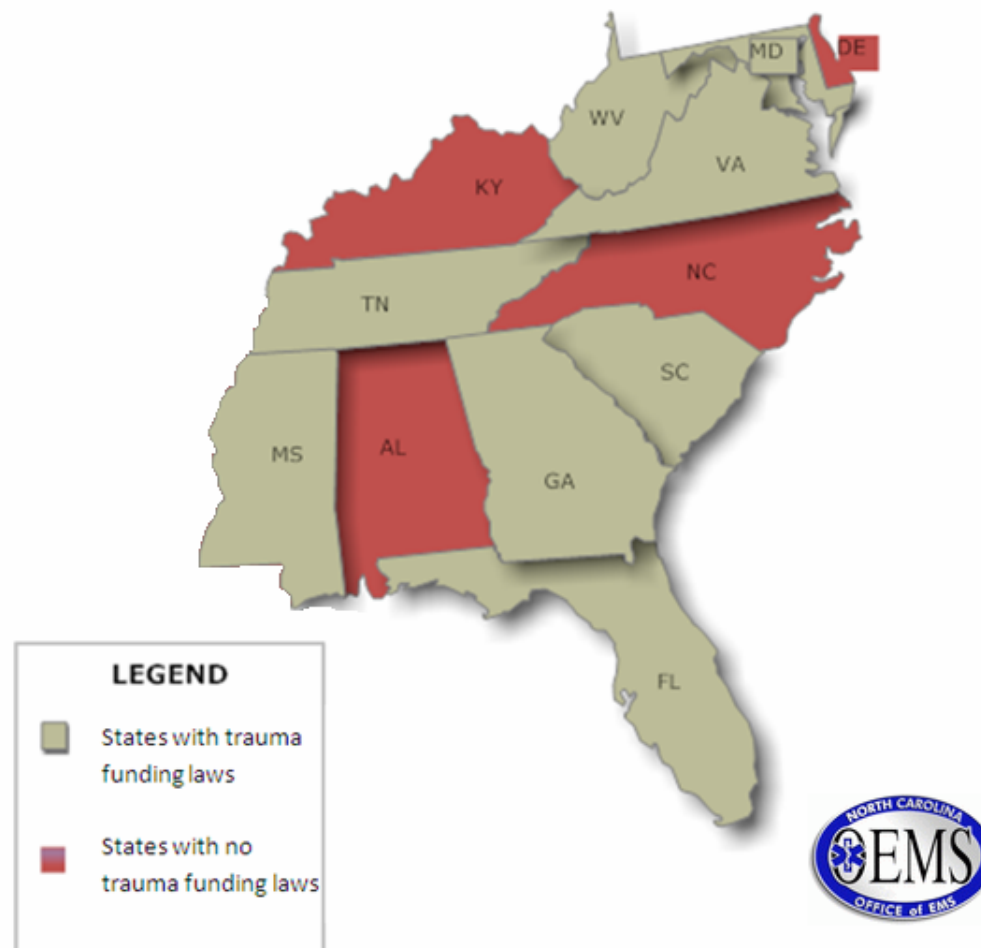 MD
DE
WV
VA
KY
NC
TN
SC
MS
AL
GA
FL
LEGEND
States with trauma
funding laws
States with no
trauma funding laws
NORTH CAROLINA
OEMS
OFFICE of EMS